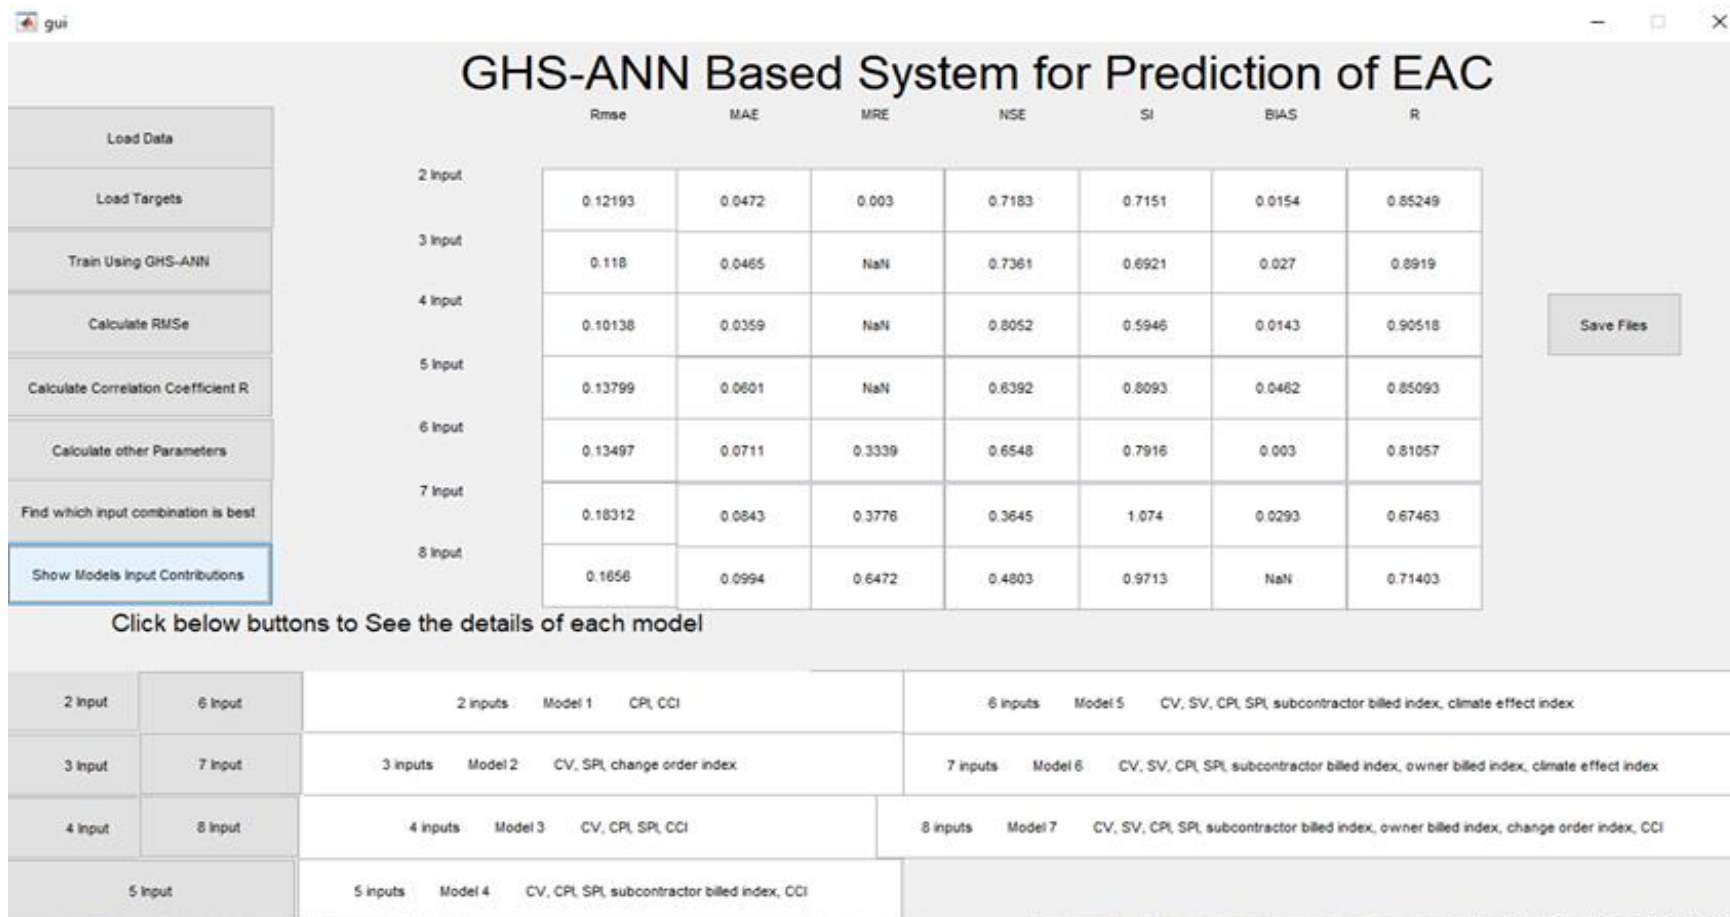 gui
GHS-ANN Based System for Prediction of EAC
Rmse MAE MRE NSE SI BIAS R
Load Data
Load Targets
Train Using GHS-ANN
Calculate RMSe
Calculate Correlation Coefficient R
Calculate other Parameters
Find which input combination is best
Show Models Input Contributions
2 Input 0.12193 0.0472 0.003 0.7183 0.7151 0.0154 0.85249
3 Input 0.118 0.0465 NaN 0.7361 0.6921 0.027 0.8919
4 Input 0.10138 0.0359 NaN 0.8052 0.5946 0.0143 0.90518
5 Input 0.13799 0.0601 NaN 0.6392 0.8093 0.0462 0.85093
6 Input 0.13497 0.0711 0.3339 0.6548 0.7916 0.003 0.81057
7 Input 0.18312 0.0843 0.3776 0.3645 1.074 0.0293 0.67463
8 Input 0.1656 0.0994 0.6472 0.4803 0.9713 NaN 0.71403
Save Files
Click below buttons to See the details of each model
2 Input 6 Input 2 inputs Model 1 CPI, CCI 6 inputs Model 5 CV, SV, CPI, SPI, subcontractor billed index, climate effect index
3 Input 7 Input 3 inputs Model 2 CV, SPI, change order index 7 inputs Model 6 CV, SV, CPI, SPI, subcontractor billed index, owner billed index, climate effect index
4 Input 8 Input 4 inputs Model 3 CV, CPI, SPI, CCI 8 inputs Model 7 CV, SV, CPI, SPI, subcontractor billed index, owner billed index, change order index, CCI
5 Input 5 inputs Model 4 CV, CPI, SPI, subcontractor billed index, CCI